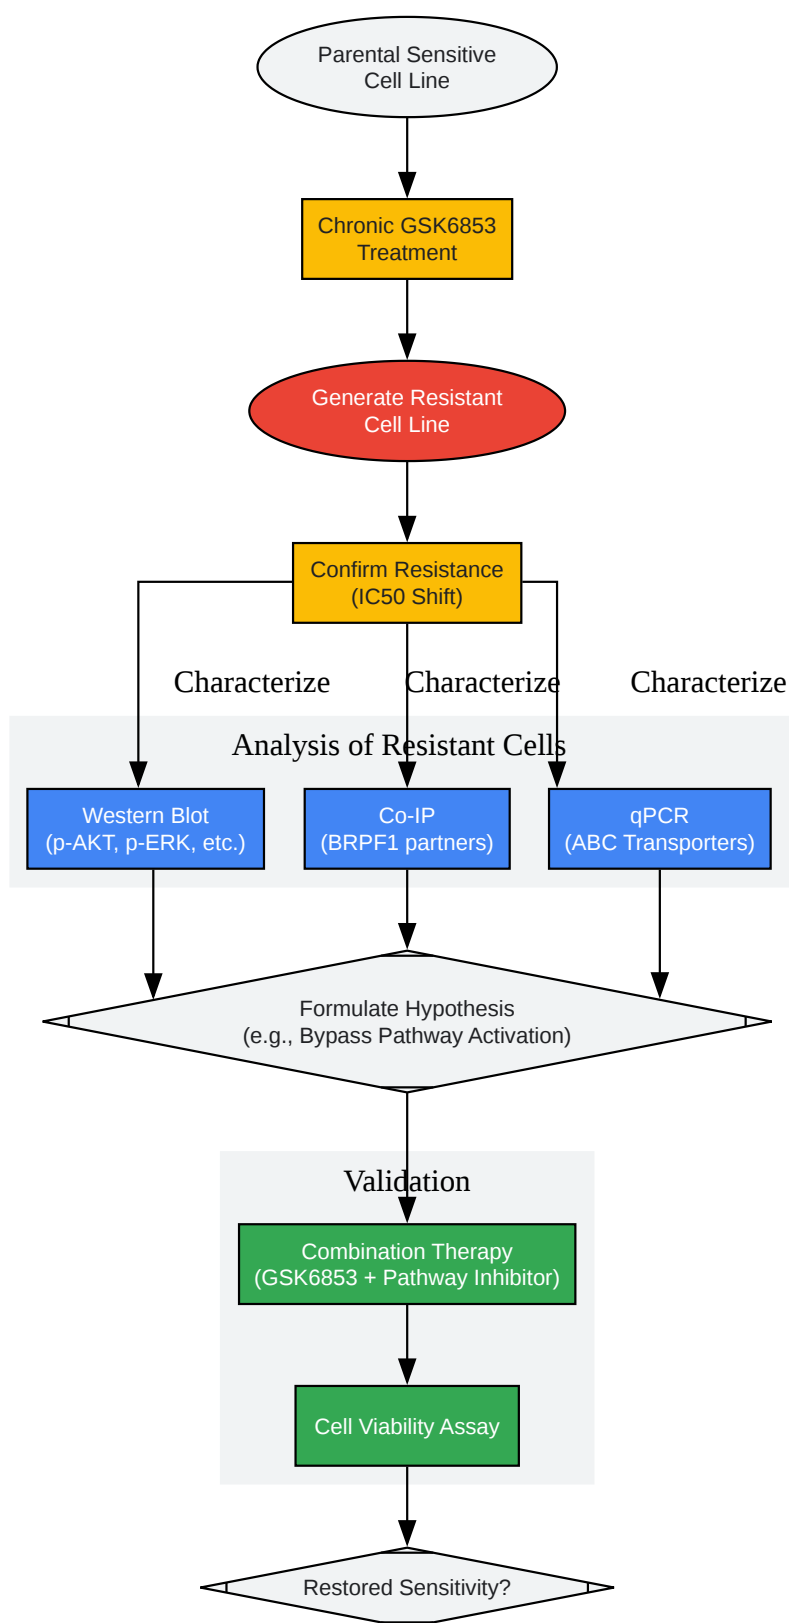 Parental Sensitive
Cell Line
Chronic GSK6853
Treatment
Generate Resistant
Cell Line
Confirm Resistance
(IC50 Shift)
Characterize
Characterize
Characterize
Analysis of Resistant Cells
Western Blot
(p-AKT, p-ERK, etc.)
Co-IP
(BRPF1 partners)
qPCR
(ABC Transporters)
Formulate Hypothesis
(e.g., Bypass Pathway Activation)
Validation
Combination Therapy
(GSK6853 + Pathway Inhibitor)
Cell Viability Assay
Restored Sensitivity?